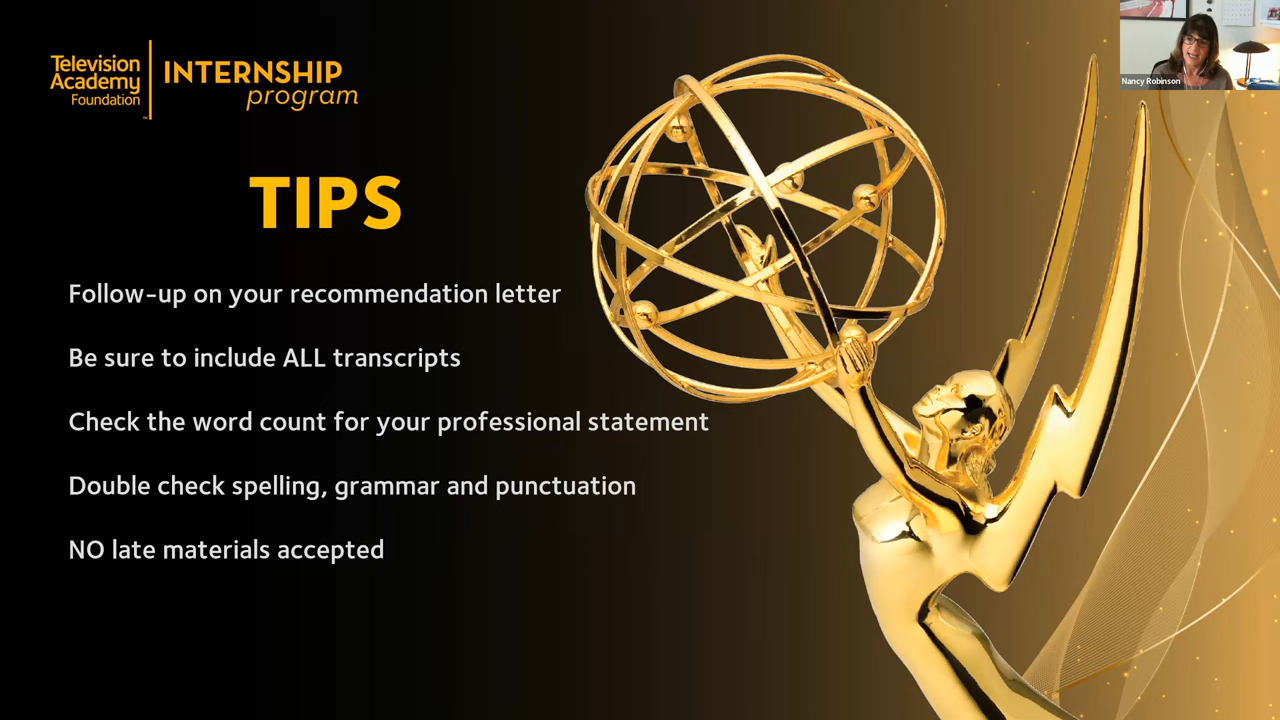 Television
Academy
Foundation
INTERNSHIP
program
Nancy Robinson
TIPS
Follow-up on your recommendation letter
Be sure to include ALL transcripts
Check the word count for your professional statement
Double check spelling, grammar and punctuation
NO late materials accepted